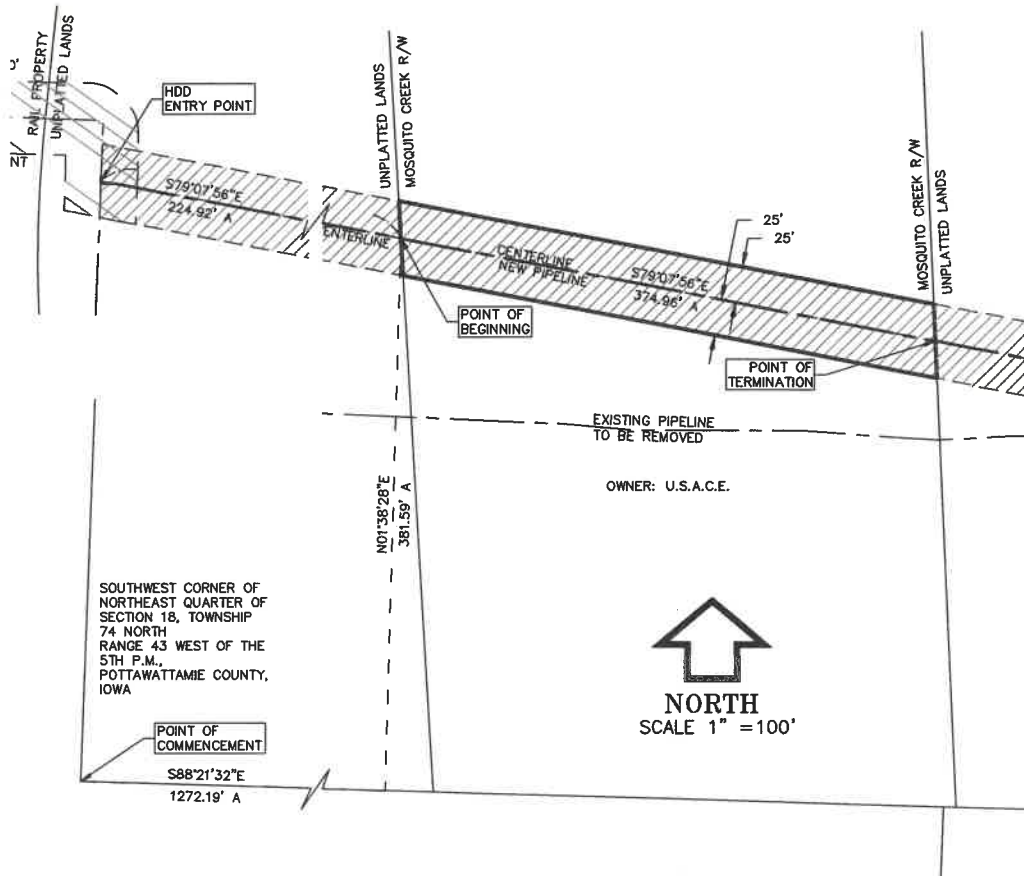 RAIL PROPERTY
UNPLATTED LANDS
NT
HDD
ENTRY POINT
S79°07'56"E
224.92' A
UNPLATTED LANDS
MOSQUITO CREEK R/W
ENTERLINE
CENTERLINE
NEW PIPELINE
S79°07'56"E
374.96' A
25'
25'
MOSQUITO CREEK R/W
UNPLATTED LANDS
POINT OF
BEGINNING
POINT OF
TERMINATION
EXISTING PIPELINE
TO BE REMOVED
OWNER: U.S.A.C.E.
N01°38'28"E
381.59' A
SOUTHWEST CORNER OF
NORTHEAST QUARTER OF
SECTION 18, TOWNSHIP
74 NORTH
RANGE 43 WEST OF THE
5TH P.M.,
POTTAWATTAMIE COUNTY,
IOWA
NORTH
SCALE 1" =100'
POINT OF
COMMENCEMENT
S88°21'32"E
1272.19' A